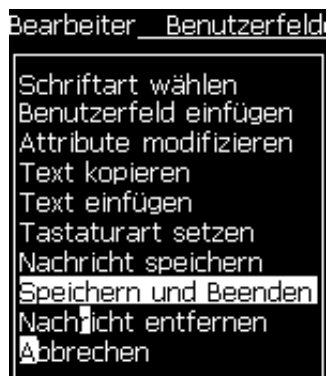 Bearbeiter Benutzerfeld
Schriftart wählen
Benutzerfeld einfügen
Attribute modifizieren
Text kopieren
Text einfügen
Tastaturart setzen
Nachricht speichern
Speichern und Beenden
Nachricht entfernen
Abbrechen